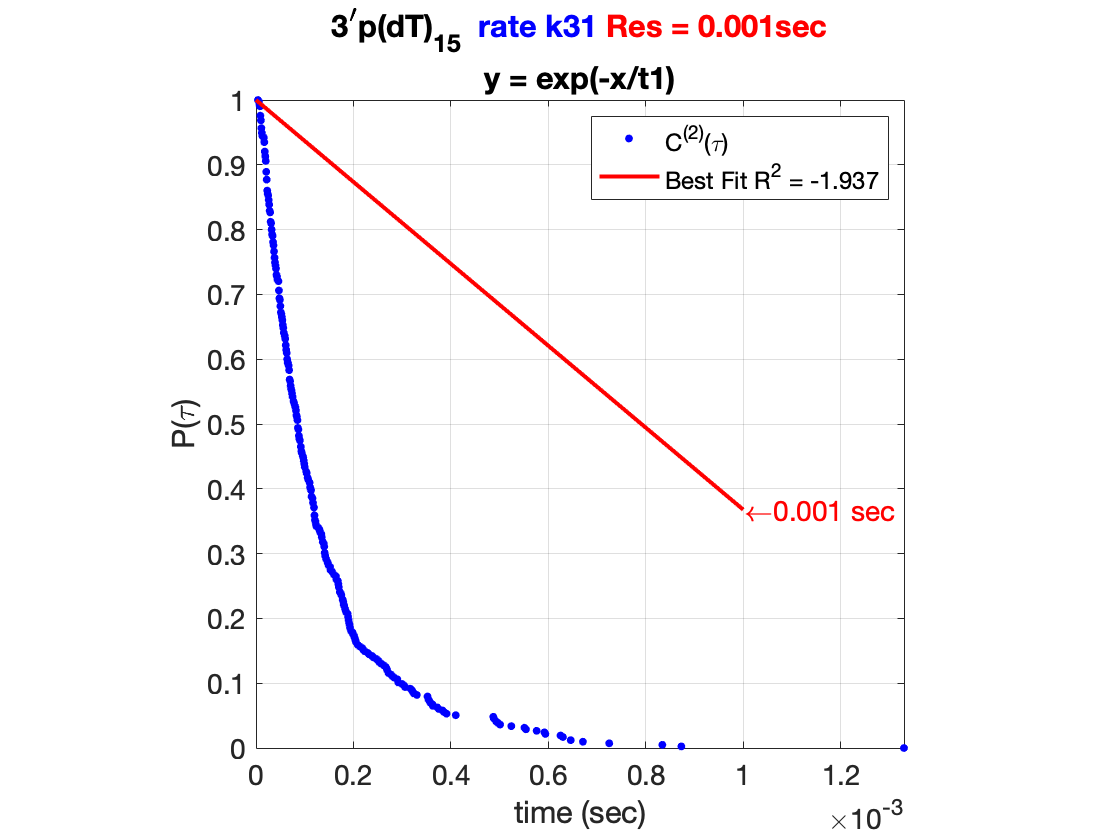 3′p(dT)₁₅ rate k31 Res = 0.001sec
y = exp(-x/t1)
C⁽²⁾(τ)
Best Fit R² = -1.937
1
0.9
0.8
0.7
0.6
0.5
0.4
0.3
0.2
0.1
0
P(τ)
←0.001 sec
0 0.2 0.4 0.6 0.8 1 1.2
time (sec)
×10⁻³